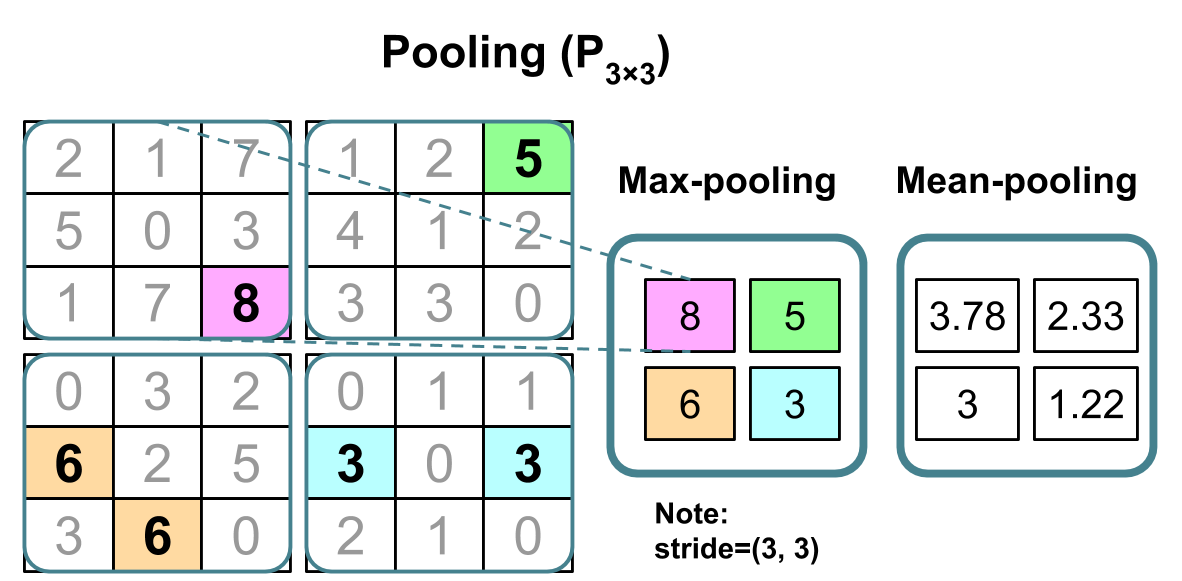 Pooling (P3×3)
2 1 7 1 2 5
5 0 3 4 1 2
1 7 8 3 3 0
0 3 2 0 1 1
6 2 5 3 0 3
3 6 0 2 1 0
Max-pooling
8 5
6 3
Note:
stride=(3, 3)
Mean-pooling
3.78 2.33
3 1.22